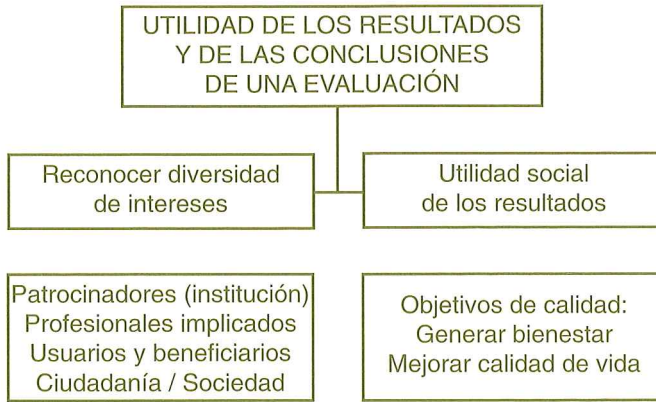 UTILIDAD DE LOS RESULTADOS
Y DE LAS CONCLUSIONES
DE UNA EVALUACIÓN
Reconocer diversidad
de intereses
Utilidad social
de los resultados
Patrocinadores (institución)
Profesionales implicados
Usuarios y beneficiarios
Ciudadanía / Sociedad
Objetivos de calidad:
Generar bienestar
Mejorar calidad de vida